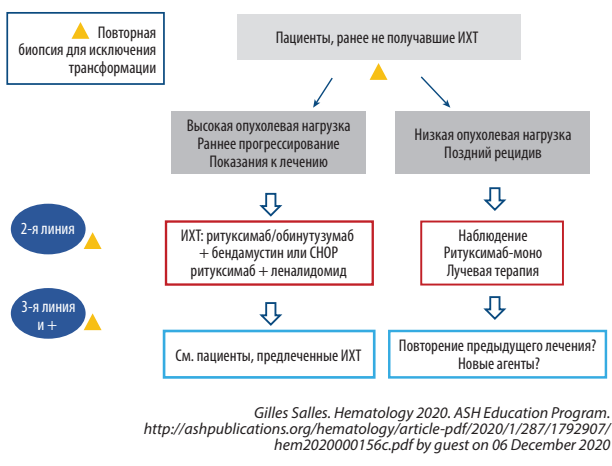 Повторная
биопсия для исключения
трансформации
Пациенты, ранее не получавшие ИХТ
Высокая опухолевая нагрузка
Раннее прогрессирование
Показания к лечению
Низкая опухолевая нагрузка
Поздний рецидив
2-я линия
ИХТ: ритуксимаб/обинутузумаб
+ бендамустин или CHOP
ритуксимаб + леналидомид
Наблюдение
Ритуксимаб-моно
Лучевая терапия
3-я линия
и +
См. пациенты, предлеченные ИХТ
Повторение предыдущего лечения?
Новые агенты?
Gilles Salles. Hematology 2020. ASH Education Program.
http://ashpublications.org/hematology/article-pdf/2020/1/287/1792907/
hem2020000156c.pdf by guest on 06 December 2020